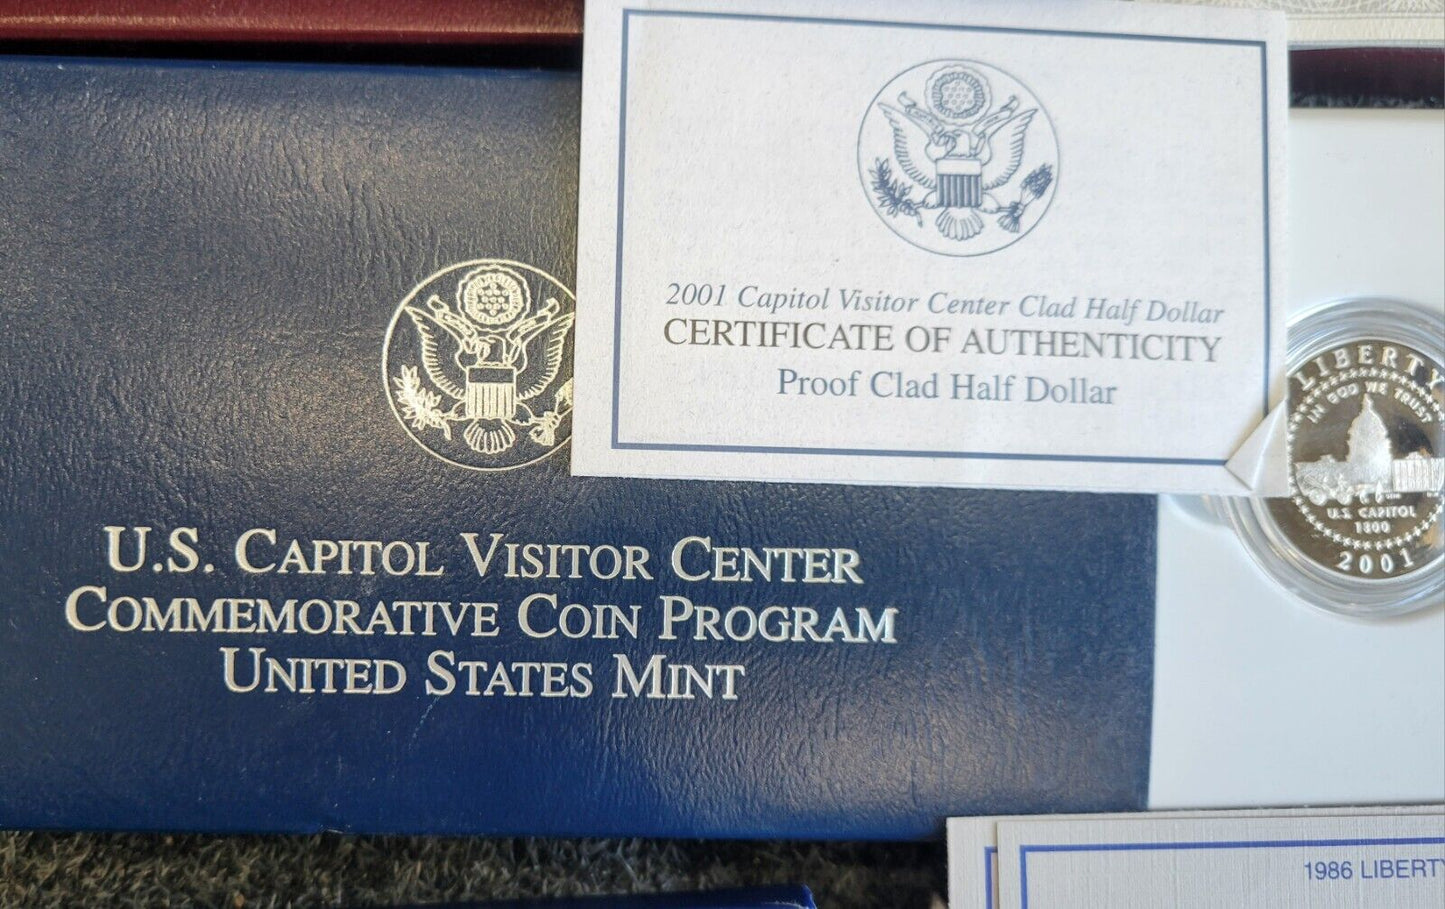 2001 Capitol Visitor Center Clad Half Dollar
CERTIFICATE OF AUTHENTICITY
Proof Clad Half Dollar
U.S. CAPITOL VISITOR CENTER
COMMEMORATIVE COIN PROGRAM
UNITED STATES MINT
LIBERTY
IN GOD WE TRUST
U.S. CAPITOL
1800
2001
1986 LIBERTY